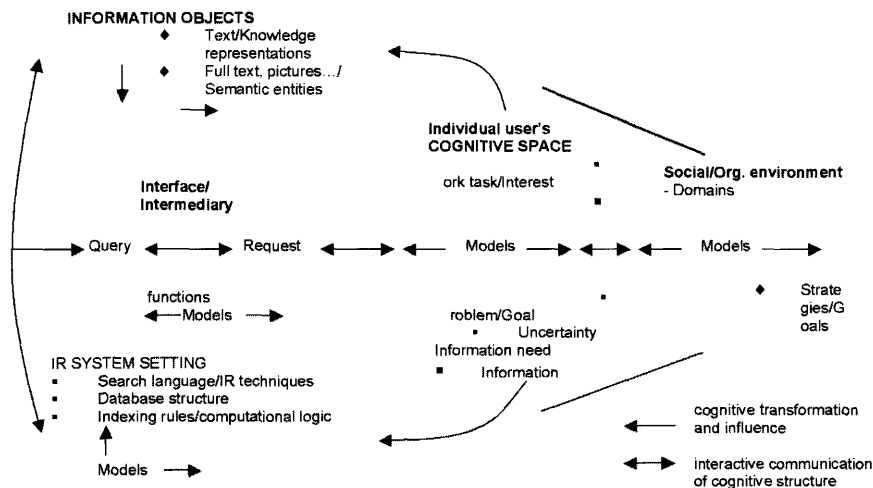 INFORMATION OBJECTS
Text/Knowledge
representations
Full text, pictures.../
Semantic entities
Individual user's
COGNITIVE SPACE
ork task/Interest
Social/Org. environment
- Domains
Interface/
Intermediary
Query
Request
Models
Models
functions
Models
roblem/Goal
Uncertainty
Information need
Information
Strate
gies/G
oals
IR SYSTEM SETTING
Search language/IR techniques
Database structure
Indexing rules/computational logic
Models
cognitive transformation
and influence
interactive communication
of cognitive structure